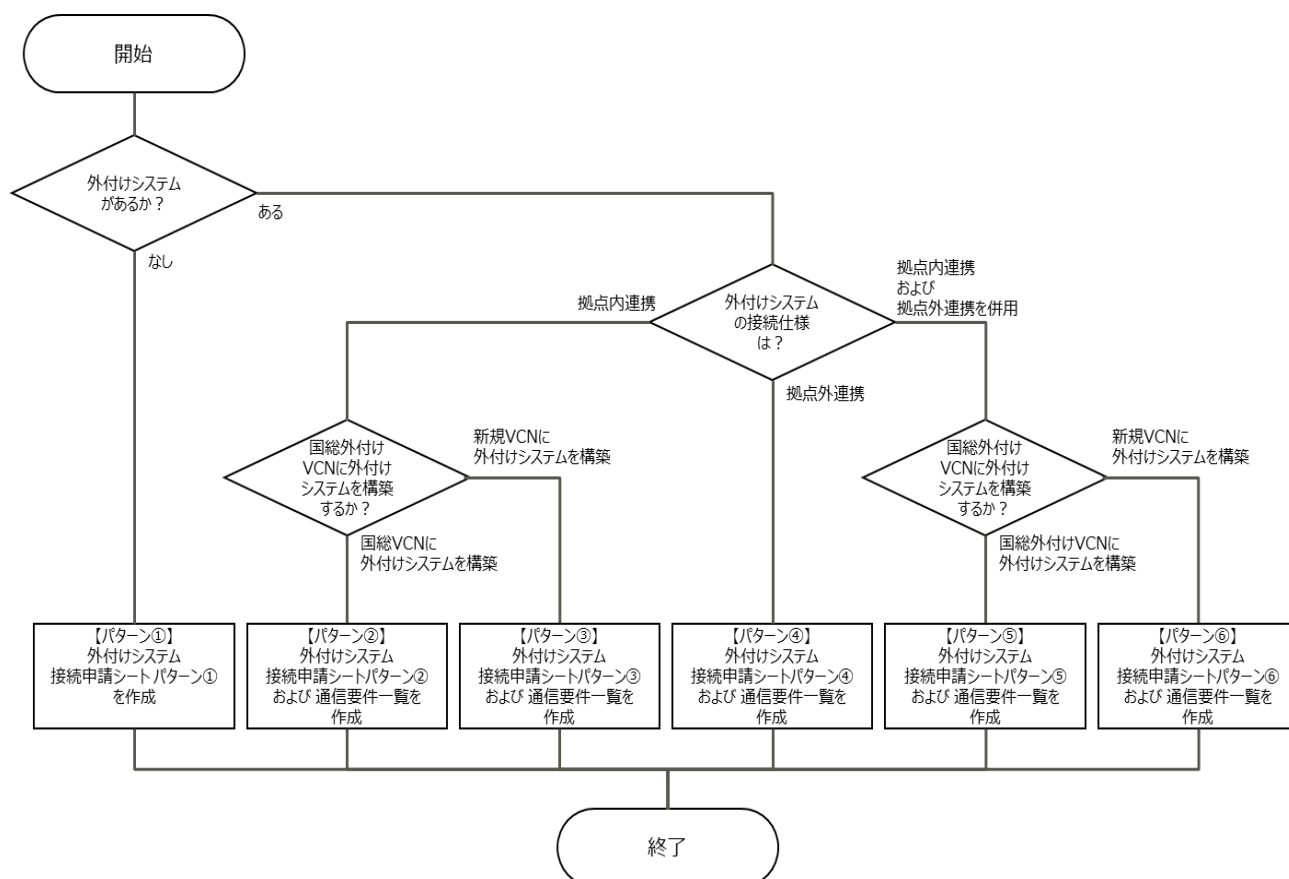 開始
外付けシステム
があるか？
ある
なし
拠点内連携
外付けシステム
の接続仕様
は？
拠点内連携
および
拠点外連携を併用
拠点外連携
国総外付け
VCNに外付け
システムを構築
するか？
新規VCNに
外付けシステムを構築
国総VCNに
外付けシステムを構築
国総外付け
VCNに外付け
システムを構築
するか？
新規VCNに
外付けシステムを構築
国総外付けVCNに
外付けシステムを構築
【パターン①】
外付けシステム
接続申請シートパターン①
を作成
【パターン②】
外付けシステム
接続申請シートパターン②
および 通信要件一覧を
作成
【パターン③】
外付けシステム
接続申請シートパターン③
および 通信要件一覧を
作成
【パターン④】
外付けシステム
接続申請シートパターン④
および 通信要件一覧を
作成
【パターン⑤】
外付けシステム
接続申請シートパターン⑤
および 通信要件一覧を
作成
【パターン⑥】
外付けシステム
接続申請シートパターン⑥
および 通信要件一覧を
作成
終了